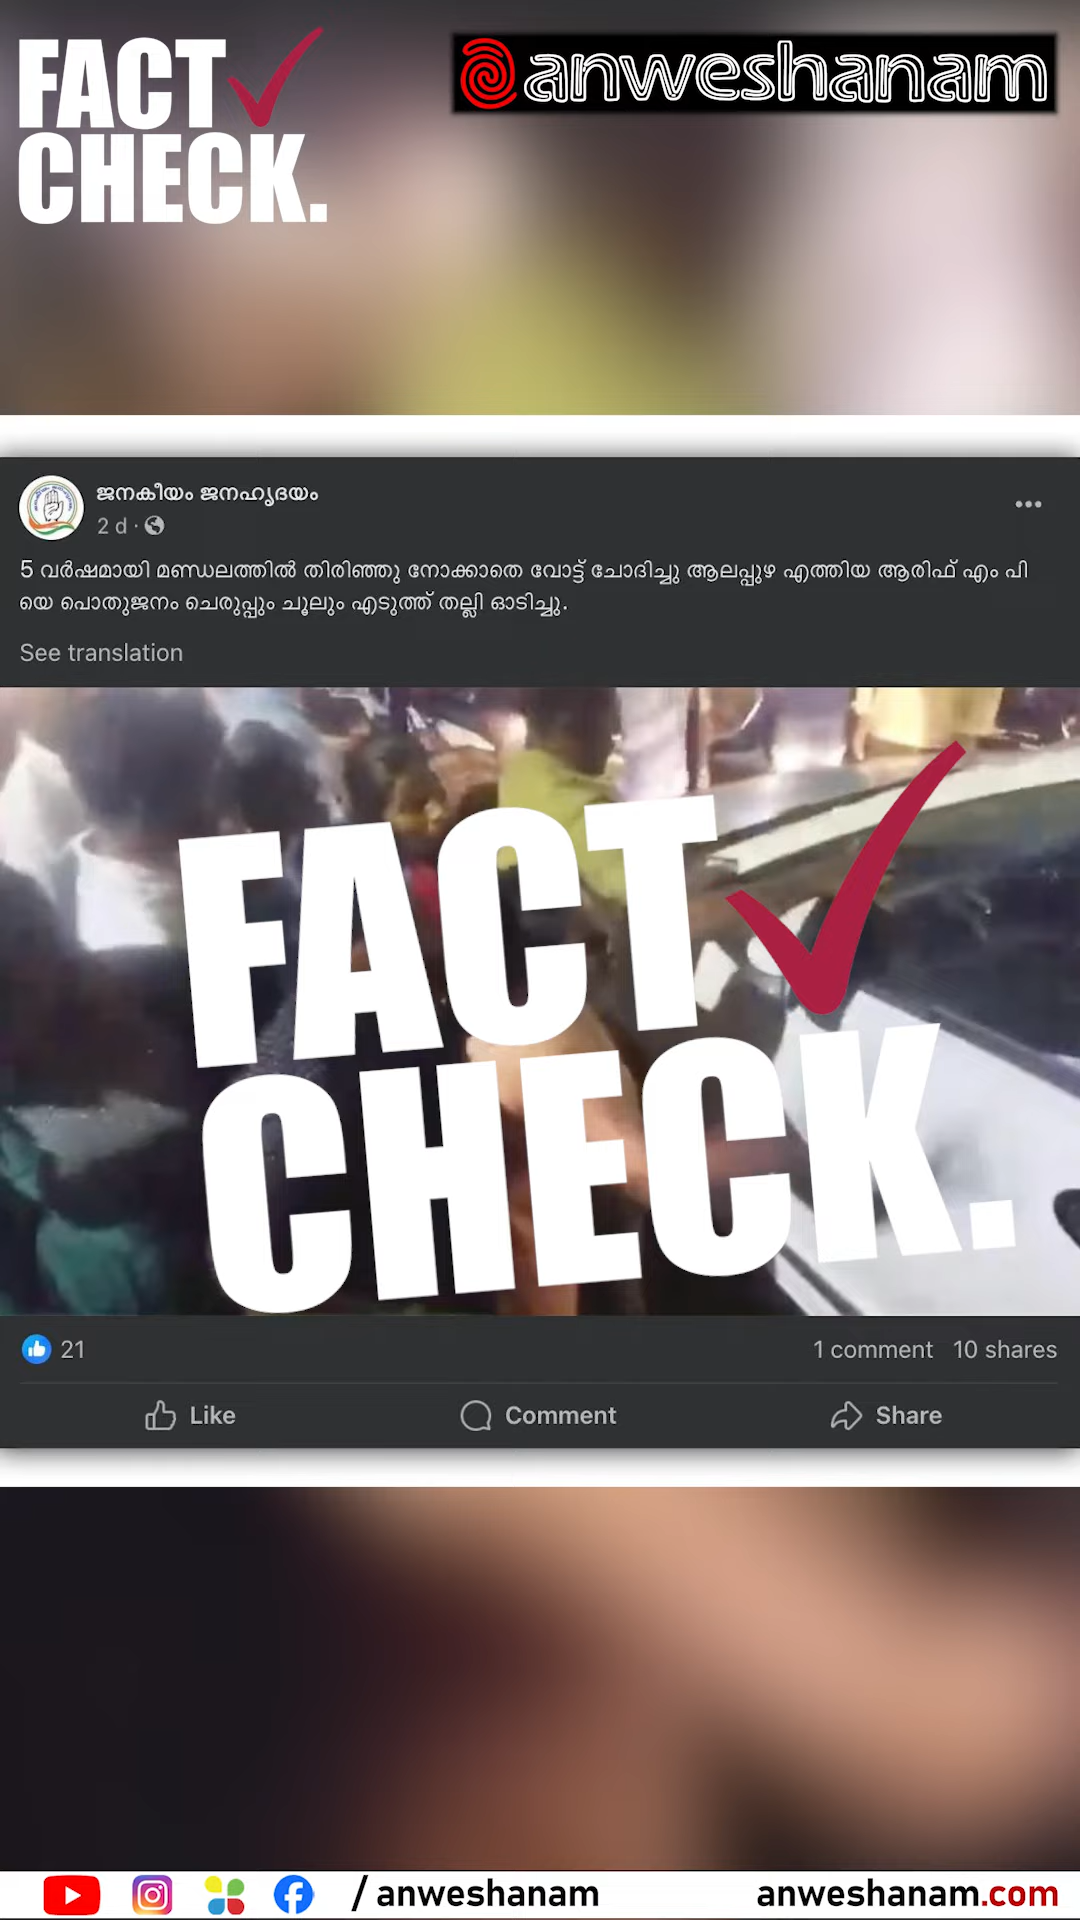 FACT
CHECK.
anweshanam
ജനകീയം ജനഹൃദയം
2 d ·
5 വർഷമായി മണ്ഡലത്തിൽ തിരിഞ്ഞു നോക്കാതെ വോട്ട് ചോദിച്ചു ആലപ്പുഴ എത്തിയ ആരിഫ് എം പി
യെ പൊതുജനം ചെരുപ്പും ചൂലും എടുത്ത് തല്ലി ഓടിച്ചു.
See translation
FACT
CHECK.
21
1 comment 10 shares
Like Comment Share
/ anweshanam
anweshanam.com